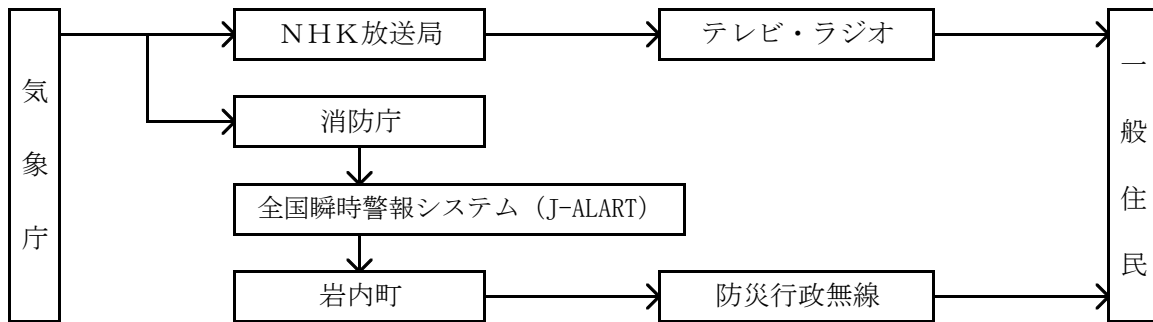 気象庁
NHK放送局
テレビ・ラジオ
消防庁
全国瞬時警報システム（J-ALART）
岩内町
防災行政無線
一般住民